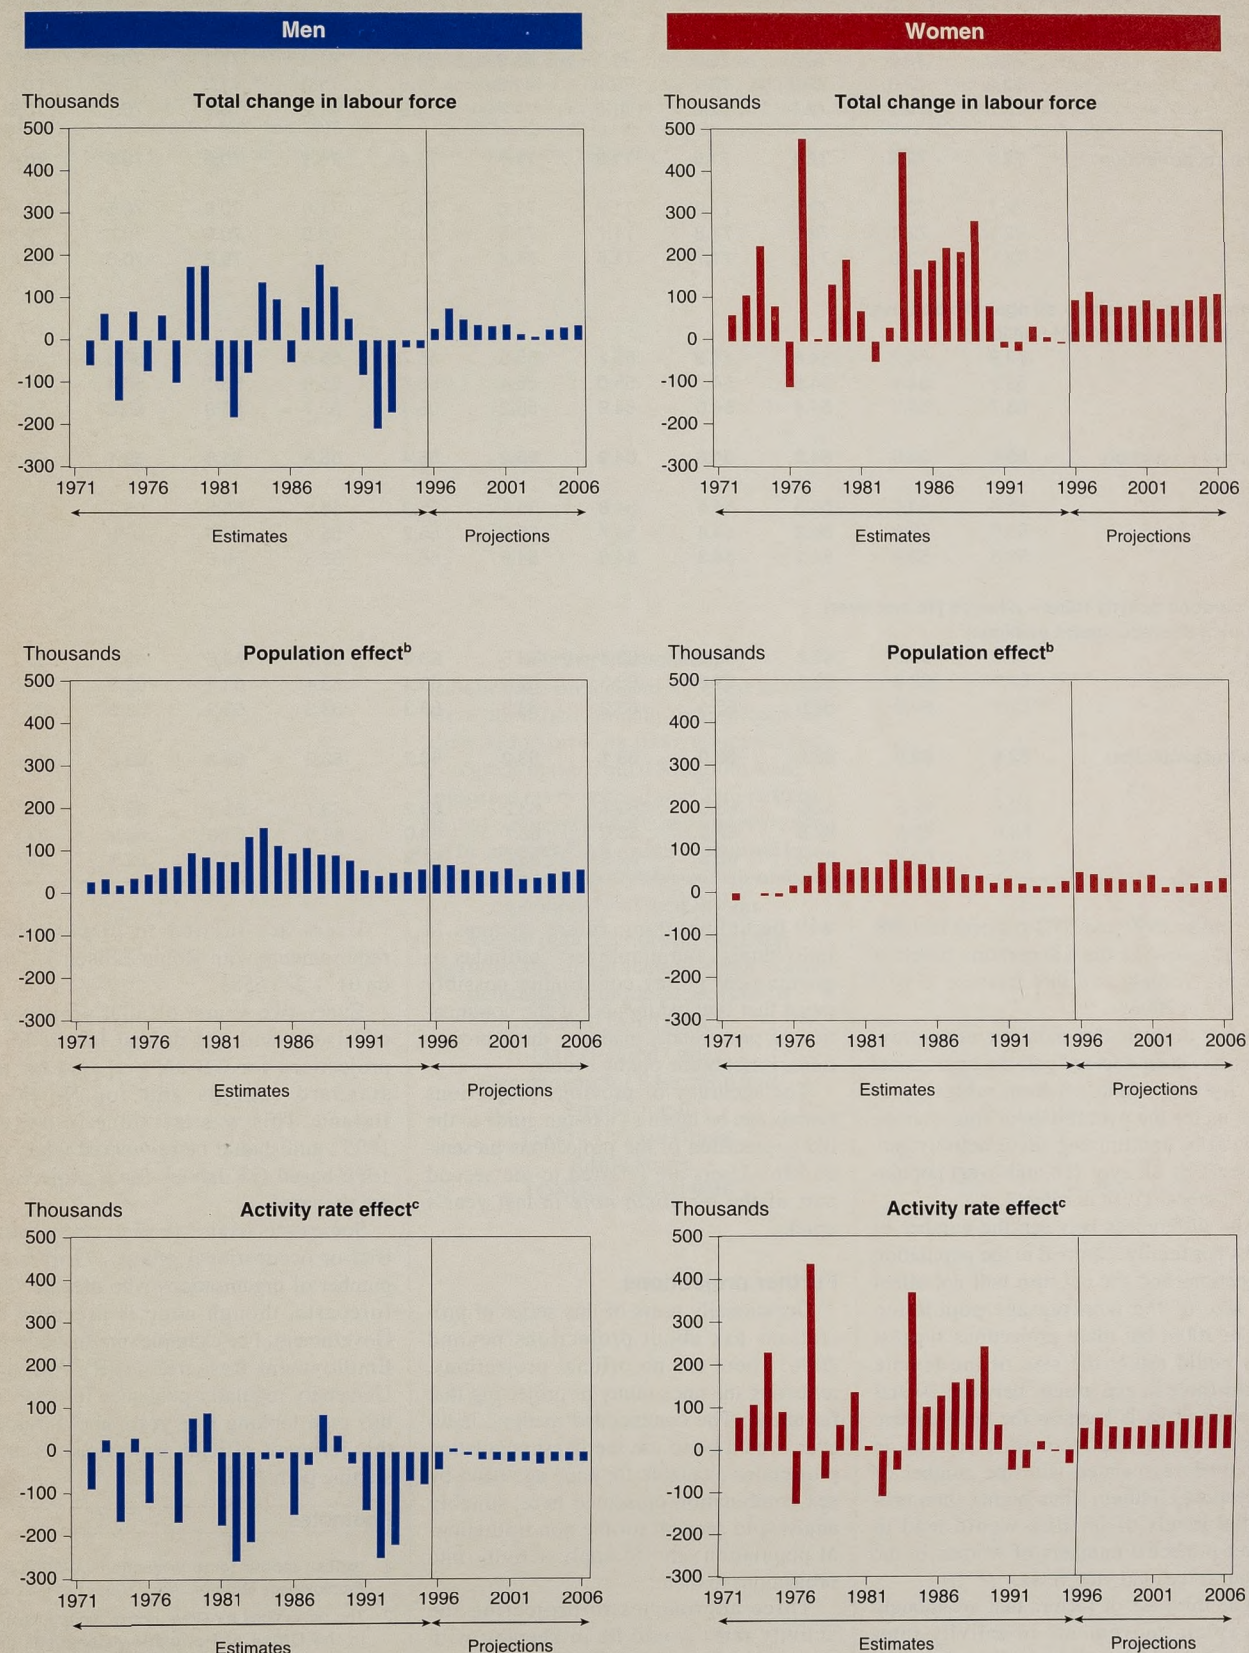 Men
Thousands Total change in labour force
500
400
300
200
100
0
-100
-200
-300
1971 1976 1981 1986 1991 1996 2001 2006
Estimates Projections
Women
Thousands Total change in labour force
500
400
300
200
100
0
-100
-200
-300
1971 1976 1981 1986 1991 1996 2001 2006
Estimates Projections
Thousands Population effectᵇ
500
400
300
200
100
0
-100
-200
-300
1971 1976 1981 1986 1991 1996 2001 2006
Estimates Projections
Thousands Population effectᵇ
500
400
300
200
100
0
-100
-200
-300
1971 1976 1981 1986 1991 1996 2001 2006
Estimates Projections
Thousands Activity rate effectᶜ
500
400
300
200
100
0
-100
-200
-300
1971 1976 1981 1986 1991 1996 2001 2006
Estimates Projections
Thousands Activity rate effectᶜ
500
400
300
200
100
0
-100
-200
-300
1971 1976 1981 1986 1991 1996 2001 2006
Estimates Projections